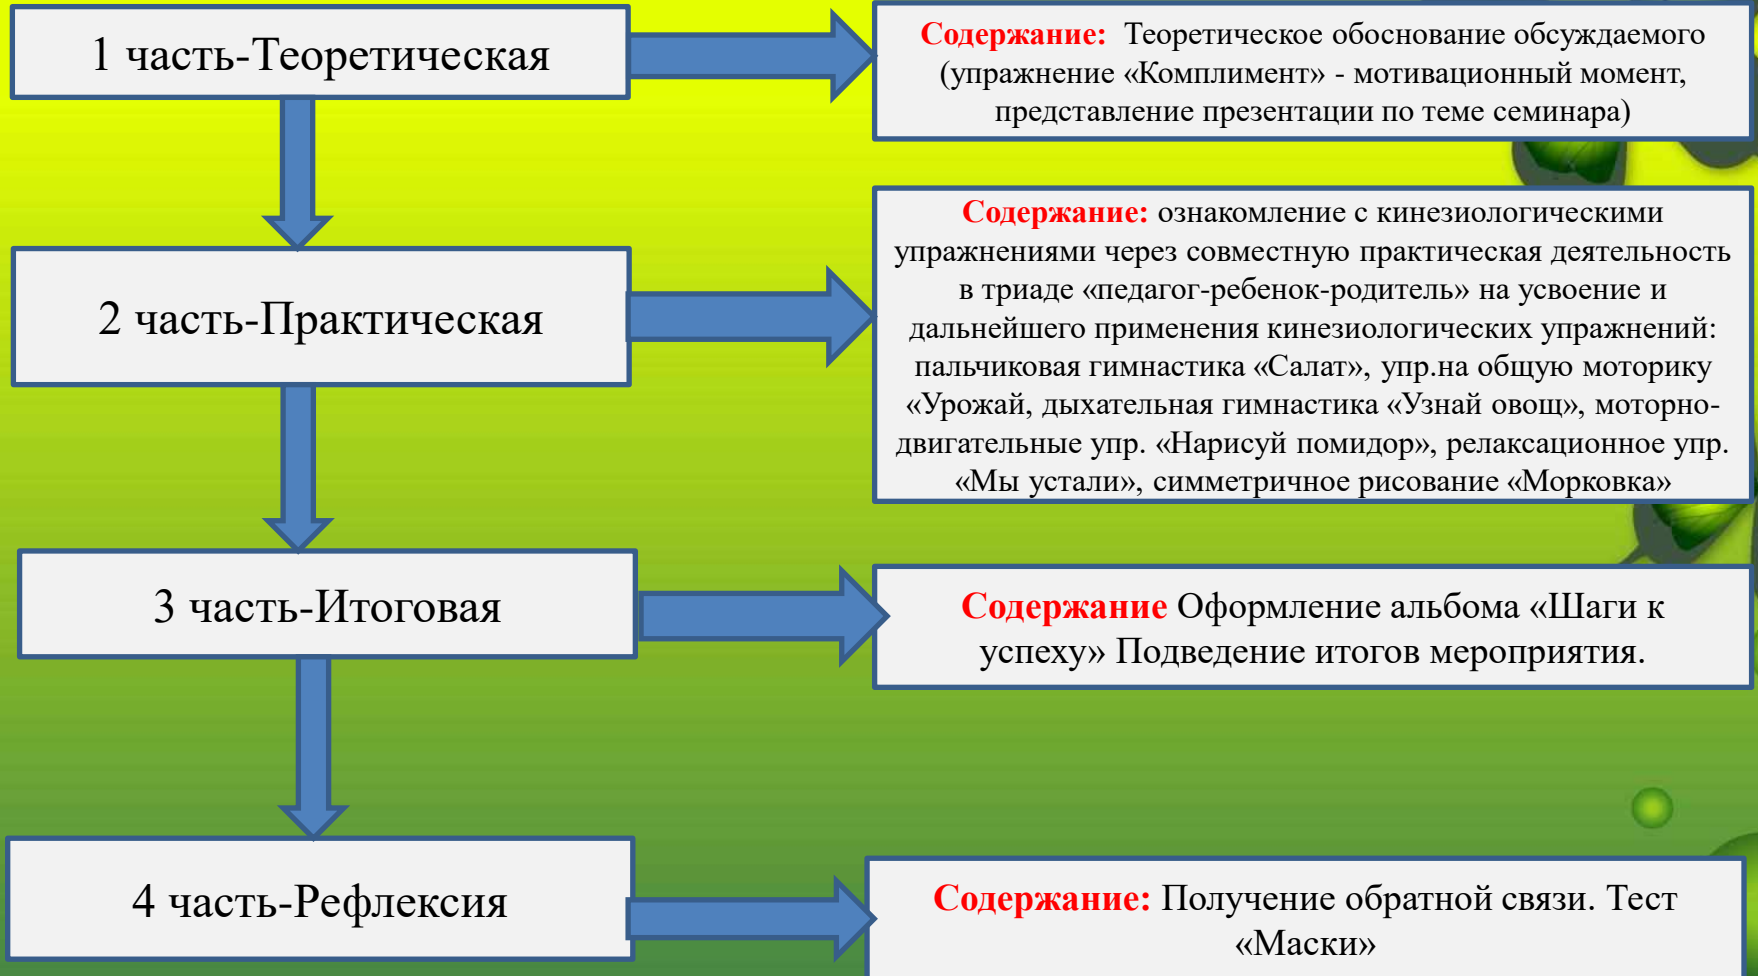 1 часть-Теоретическая
Содержание: Теоретическое обоснование обсуждаемого
(упражнение «Комплимент» - мотивационный момент,
представление презентации по теме семинара)
2 часть-Практическая
Содержание: ознакомление с кинезиологическими
упражнениями через совместную практическая деятельность
в триаде «педагог-ребенок-родитель» на усвоение и
дальнейшего применения кинезиологических упражнений:
пальчиковая гимнастика «Салат», упр.на общую моторику
«Урожай, дыхательная гимнастика «Узнай овощ», моторно-
двигательные упр. «Нарисуй помидор», релаксационное упр.
«Мы устали», симметричное рисование «Морковка»
3 часть-Итоговая
Содержание Оформление альбома «Шаги к
успеху» Подведение итогов мероприятия.
4 часть-Рефлексия
Содержание: Получение обратной связи. Тест
«Маски»